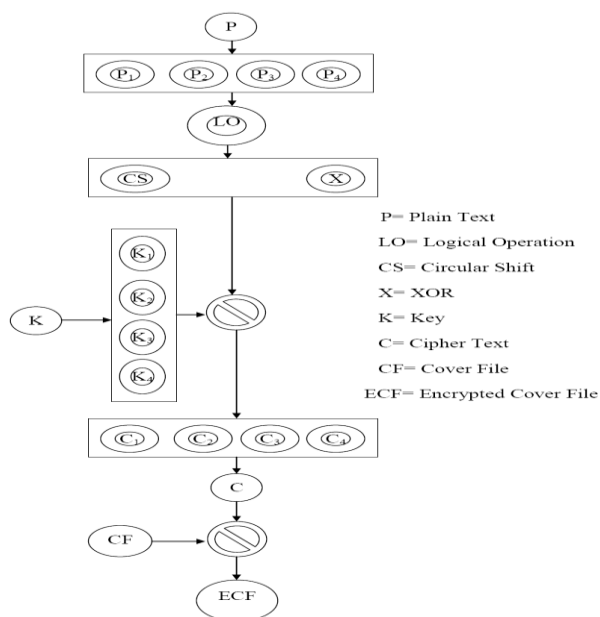 P
P₁ P₂ P₃ P₄
LO
CS X
P= Plain Text
LO= Logical Operation
CS= Circular Shift
X= XOR
K= Key
C= Cipher Text
CF= Cover File
ECF= Encrypted Cover File
K
K₁
K₂
K₃
K₄
C₁ C₂ C₃ C₄
C
CF
ECF